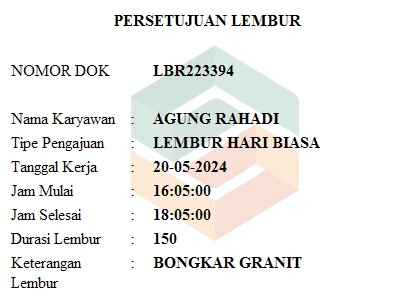 PERSETUJUAN LEMBUR
NOMOR DOK LBR223394
Nama Karyawan : AGUNG RAHADI
Tipe Pengajuan : LEMBUR HARI BIASA
Tanggal Kerja : 20-05-2024
Jam Mulai : 16:05:00
Jam Selesai : 18:05:00
Durasi Lembur : 150
Keterangan : BONGKAR GRANIT
Lembur